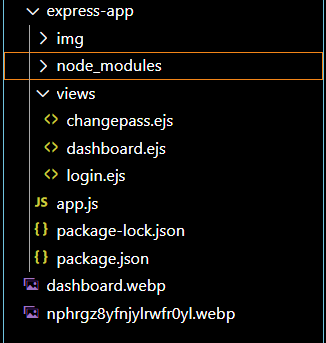 express-app
img
node_modules
views
changepass.ejs
dashboard.ejs
login.ejs
JS app.js
{} package-lock.json
{} package.json
dashboard.webp
nphrgz8yfnjylrwfr0yl.webp